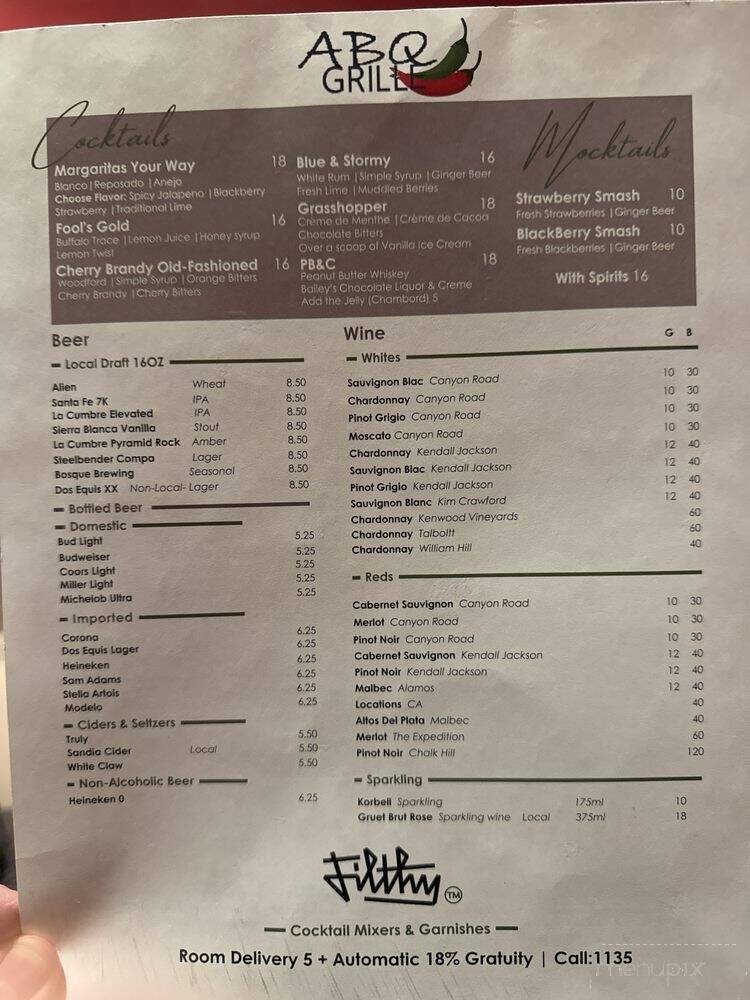 ABQ
GRILLE
Cocktails
Margaritas Your Way 18
Blanco | Reposado | Anejo
Choose Flavor: Spicy Jalapeno | Blackberry
Strawberry | Traditional Lime
Fool's Gold 16
Buffalo Trace | Lemon Juice | Honey syrup
Lemon Twist
Cherry Brandy Old-Fashioned 16
Woodford | Simple Syrup | Orange Bitters
Cherry Brandy | Cherry Bitters
Blue & Stormy 16
White Rum | Simple Syrup | Ginger Beer
Fresh Lime | Muddled Berries
Grasshopper 18
Crème de Menthe | Crème de Cacoa
Chocolate Bitters
Over a scoop of Vanilla Ice Cream
PB&C 18
Peanut Butter Whiskey
Bailey's Chocolate Liquor & Creme
Add the Jelly (Chambord) 5
Mocktails
Strawberry Smash 10
Fresh Strawberries | Ginger Beer
BlackBerry Smash 10
Fresh Blackberries | Ginger Beer
With Spirits 16
Beer
Local Draft 16OZ
Alien Wheat 8.50
Santa Fe 7K IPA 8.50
La Cumbre Elevated IPA 8.50
Sierra Blanca Vanilla Stout 8.50
La Cumbre Pyramid Rock Amber 8.50
Steelbender Compa Lager 8.50
Bosque Brewing Seasonal 8.50
Dos Equis XX Non-Local- Lager 8.50
Bottled Beer
Domestic
Bud Light 5.25
Budweiser 5.25
Coors Light 5.25
Miller Light 5.25
Michelob Ultra 5.25
Imported
Corona 6.25
Dos Equis Lager 6.25
Heineken 6.25
Sam Adams 6.25
Stella Artois 6.25
Modelo 6.25
Ciders & Seltzers
Truly 5.50
Sandia Cider Local 5.50
White Claw 5.50
Non-Alcoholic Beer
Heineken 0 6.25
Wine G B
Whites
Sauvignon Blac Canyon Road 10 30
Chardonnay Canyon Road 10 30
Pinot Grigio Canyon Road 10 30
Moscato Canyon Road 10 30
Chardonnay Kendall Jackson 12 40
Sauvignon Blac Kendall Jackson 12 40
Pinot Grigio Kendall Jackson 12 40
Sauvignon Blanc Kim Crawford 12 40
Chardonnay Kenwood Vineyards 60
Chardonnay Talboltt 60
Chardonnay William Hill 40
Reds
Cabernet Sauvignon Canyon Road 10 30
Merlot Canyon Road 10 30
Pinot Noir Canyon Road 10 30
Cabernet Sauvignon Kendall Jackson 12 40
Pinot Noir Kendall Jackson 12 40
Malbec Alamos 12 40
Locations CA 40
Altos Del Plata Malbec 40
Merlot The Expedition 60
Pinot Noir Chalk Hill 120
Sparkling
Korbell Sparkling 175ml 10
Gruet Brut Rose Sparkling wine Local 375ml 18
Filthy TM
Cocktail Mixers & Garnishes
Room Delivery 5 + Automatic 18% Gratuity | Call:1135
menupix